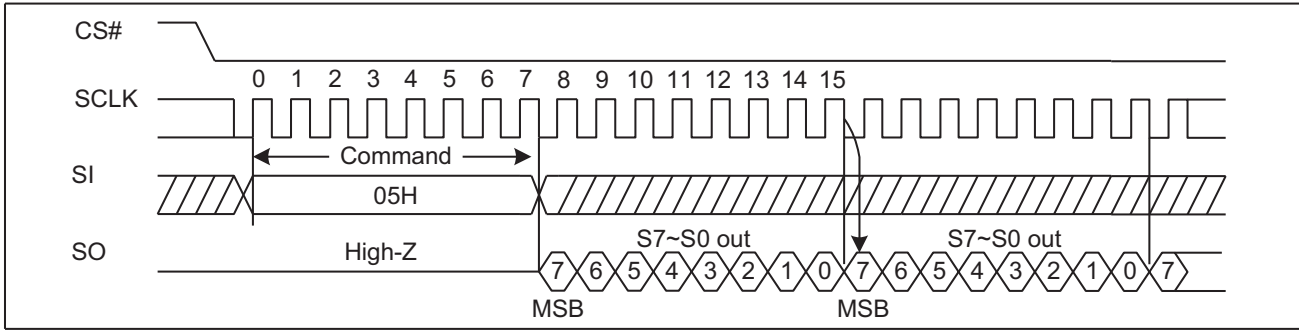 CS#
0 1 2 3 4 5 6 7 8 9 10 11 12 13 14 15
SCLK
Command
SI
05H
S7~S0 out S7~S0 out
SO
High-Z
7 6 5 4 3 2 1 0 7 6 5 4 3 2 1 0 7
MSB MSB